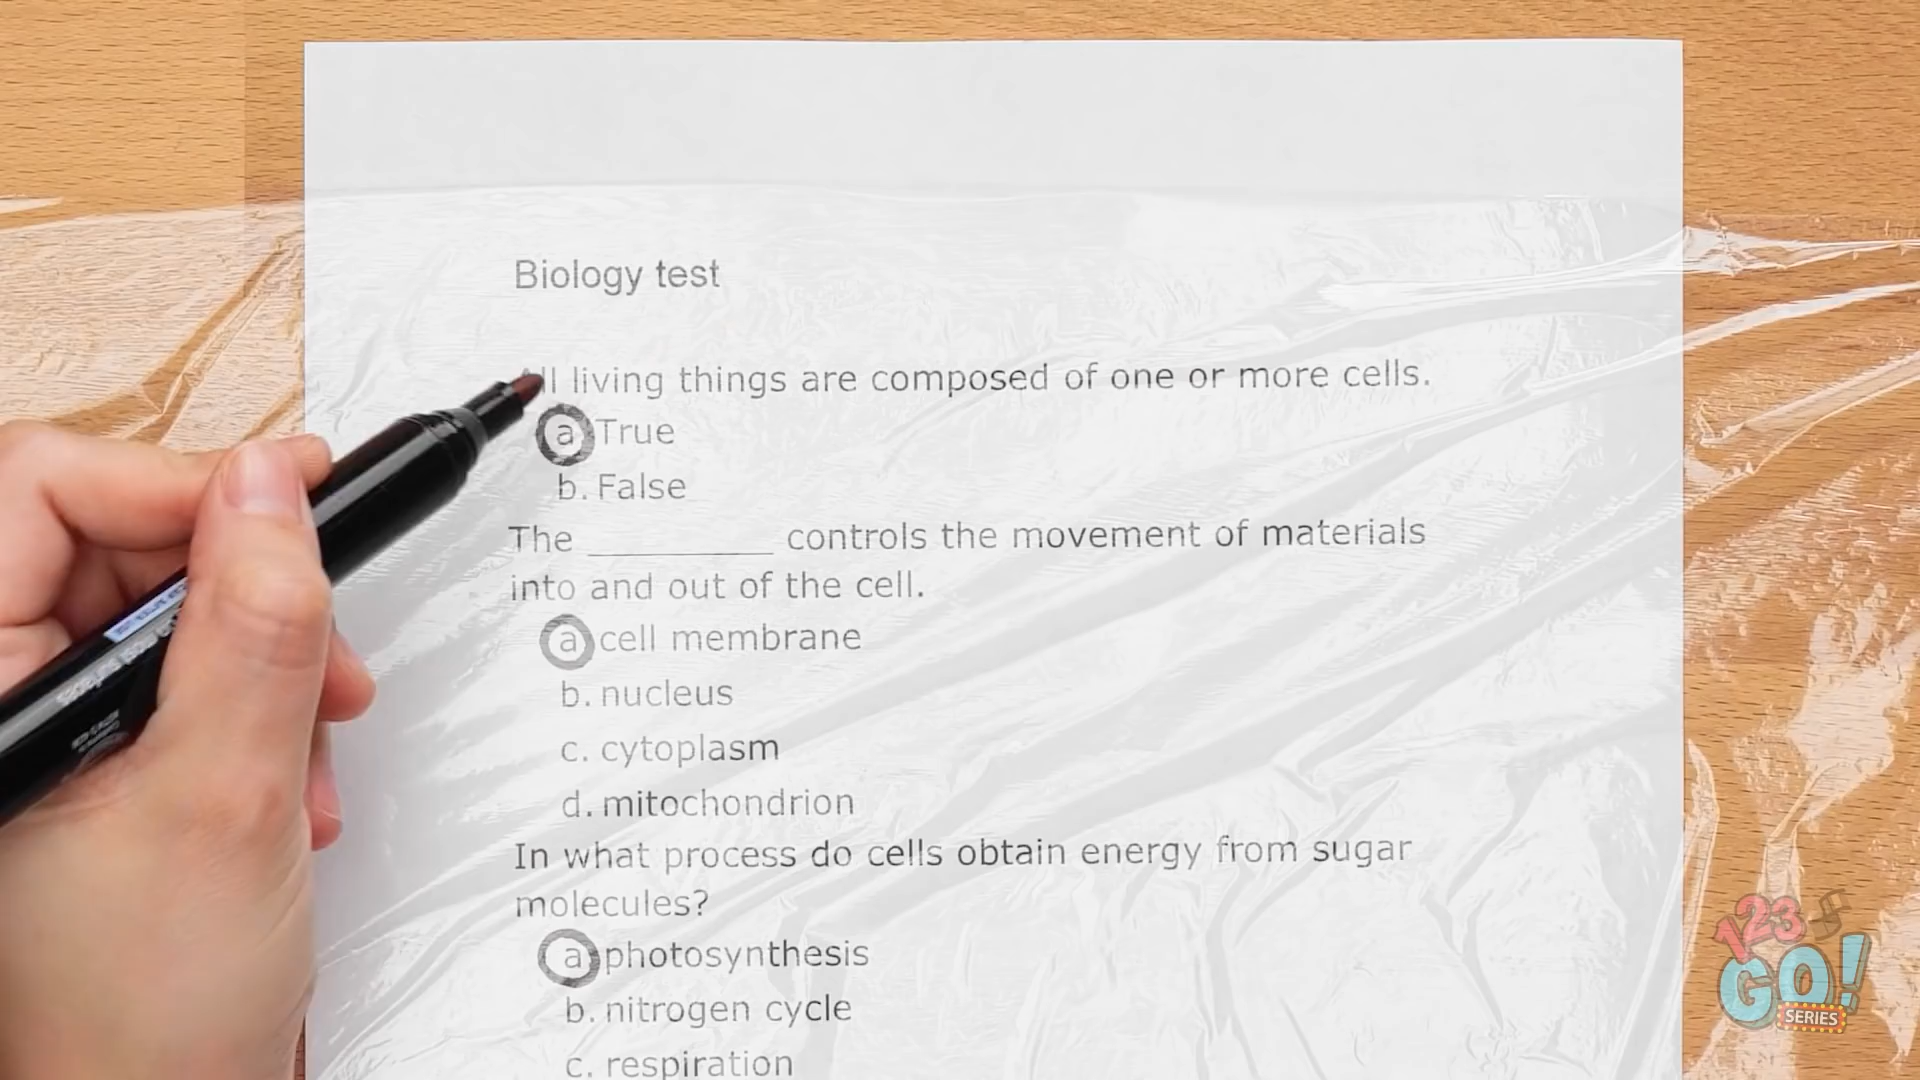 Biology test
All living things are composed of one or more cells.
a True
b. False
The __________ controls the movement of materials
into and out of the cell.
a cell membrane
b. nucleus
c. cytoplasm
d. mitochondrion
In what process do cells obtain energy from sugar
molecules?
a photosynthesis
b. nitrogen cycle
c. respiration
123
GO!
SERIES